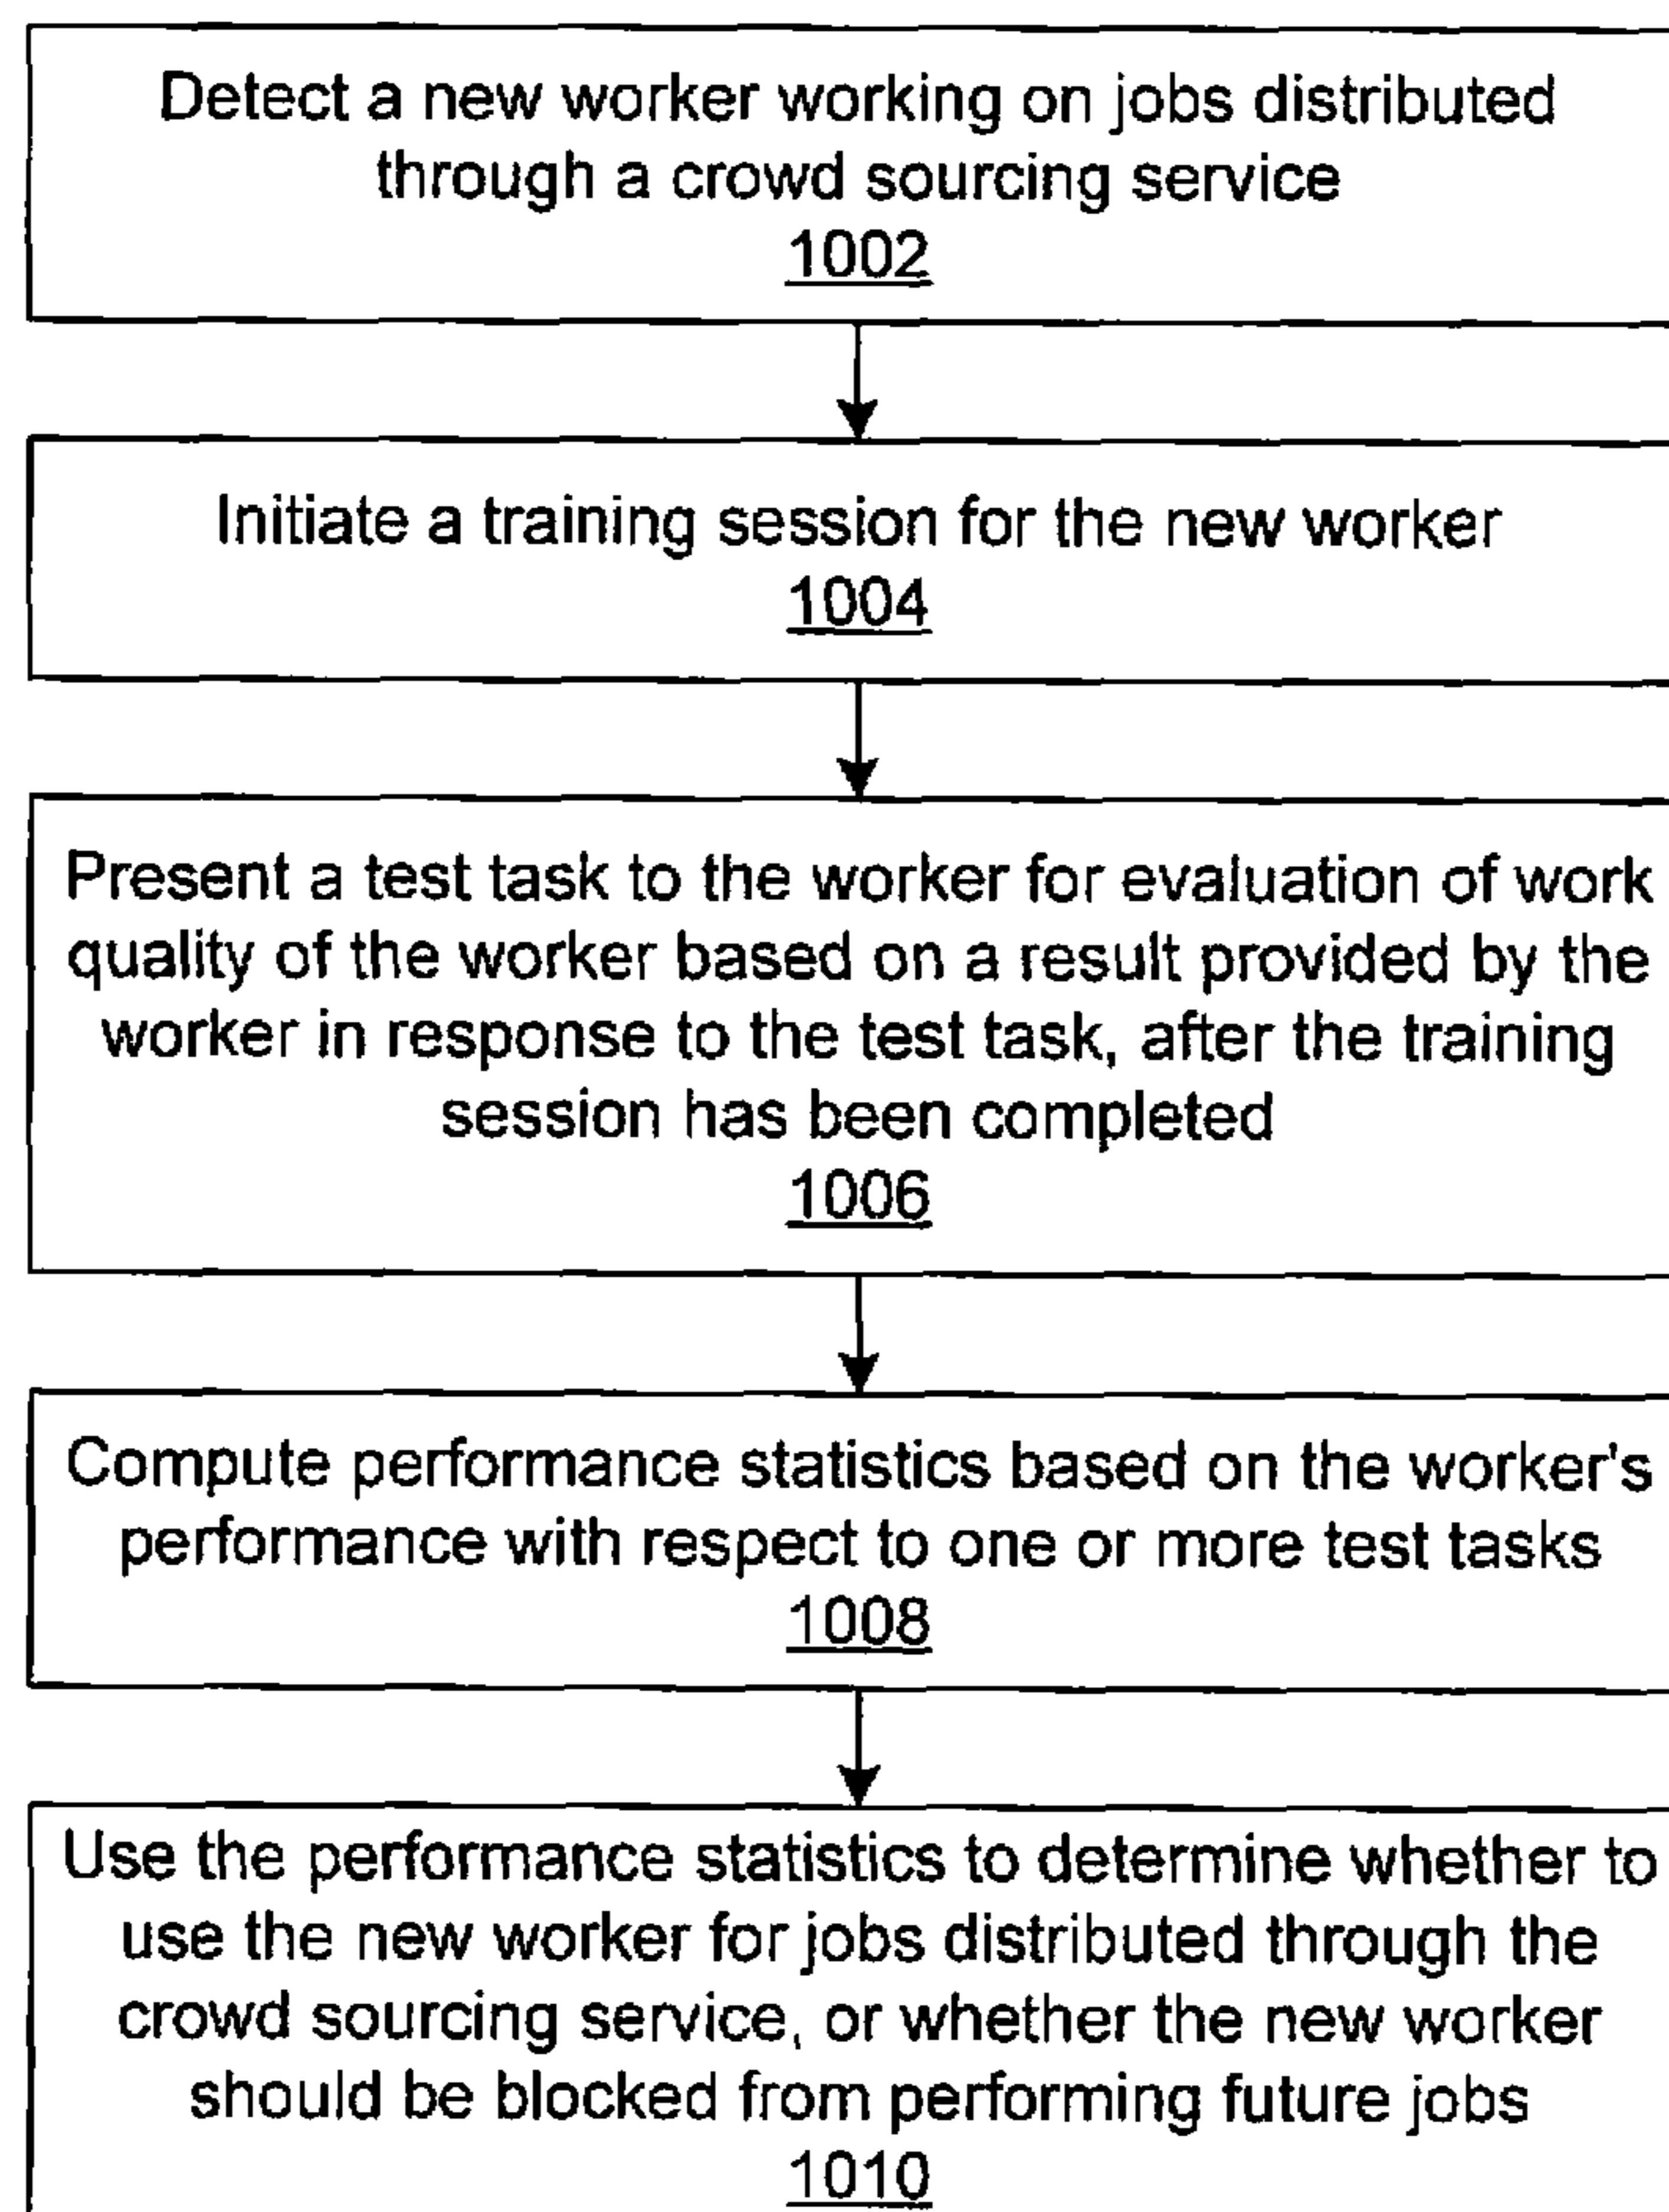 Detect a new worker working on jobs distributed
through a crowd sourcing service
1002
Initiate a training session for the new worker
1004
Present a test task to the worker for evaluation of work
quality of the worker based on a result provided by the
worker in response to the test task, after the training
session has been completed
1006
Compute performance statistics based on the worker's
performance with respect to one or more test tasks
1008
Use the performance statistics to determine whether to
use the new worker for jobs distributed through the
crowd sourcing service, or whether the new worker
should be blocked from performing future jobs
1010